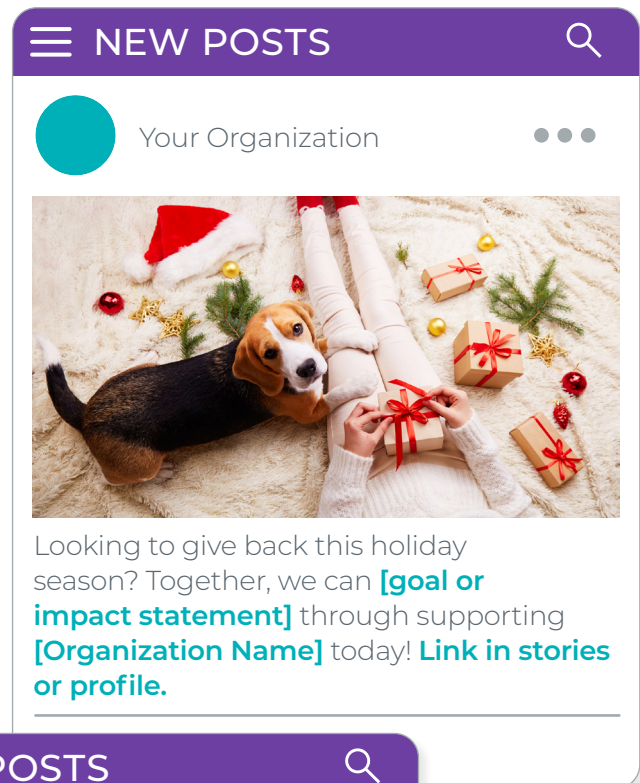 NEW POSTS
Your Organization
Looking to give back this holiday
season? Together, we can [goal or
impact statement] through supporting
[Organization Name] today! Link in stories
or profile.
POSTS